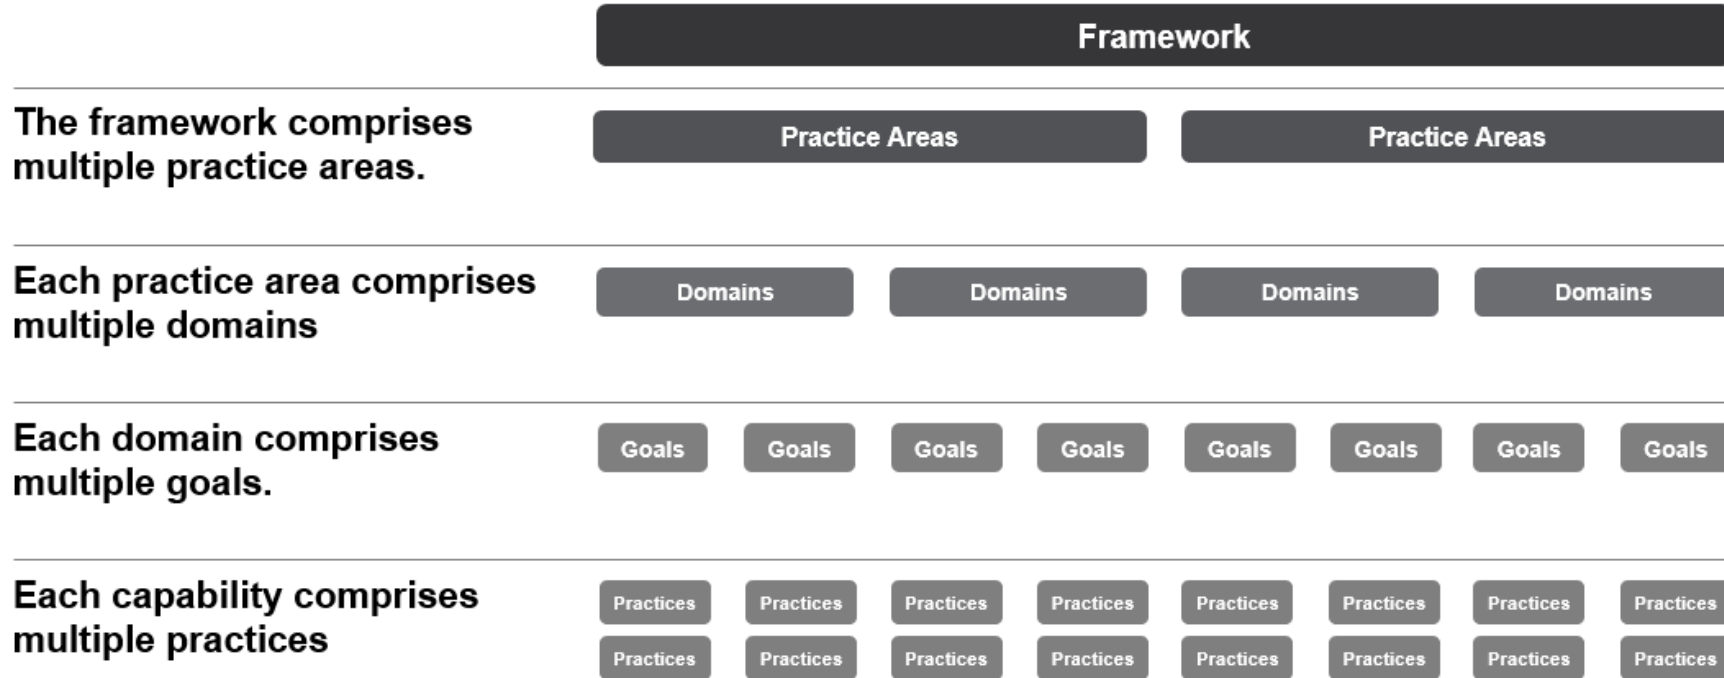 Framework
The framework comprises
multiple practice areas.
Practice Areas Practice Areas
Each practice area comprises
multiple domains
Domains Domains Domains Domains
Each domain comprises
multiple goals.
Goals Goals Goals Goals Goals Goals Goals Goals
Each capability comprises
multiple practices
Practices Practices Practices Practices Practices Practices Practices Practices
Practices Practices Practices Practices Practices Practices Practices Practices